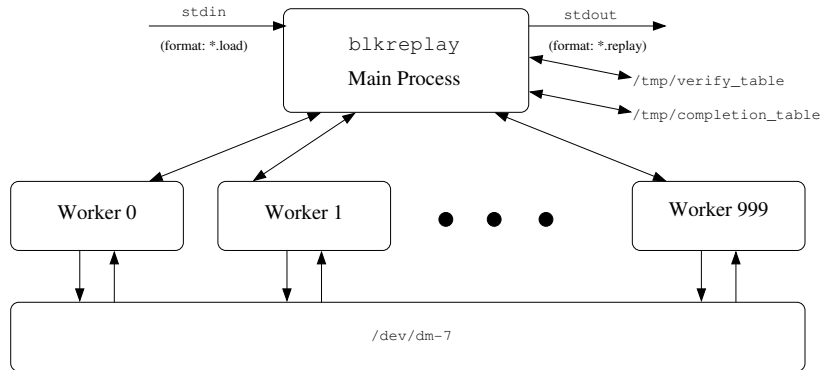 stdin
(format: *.load)
blkreplay
Main Process
stdout
(format: *.replay)
/tmp/verify_table
/tmp/completion_table
Worker 0
Worker 1
Worker 999
/dev/dm-7